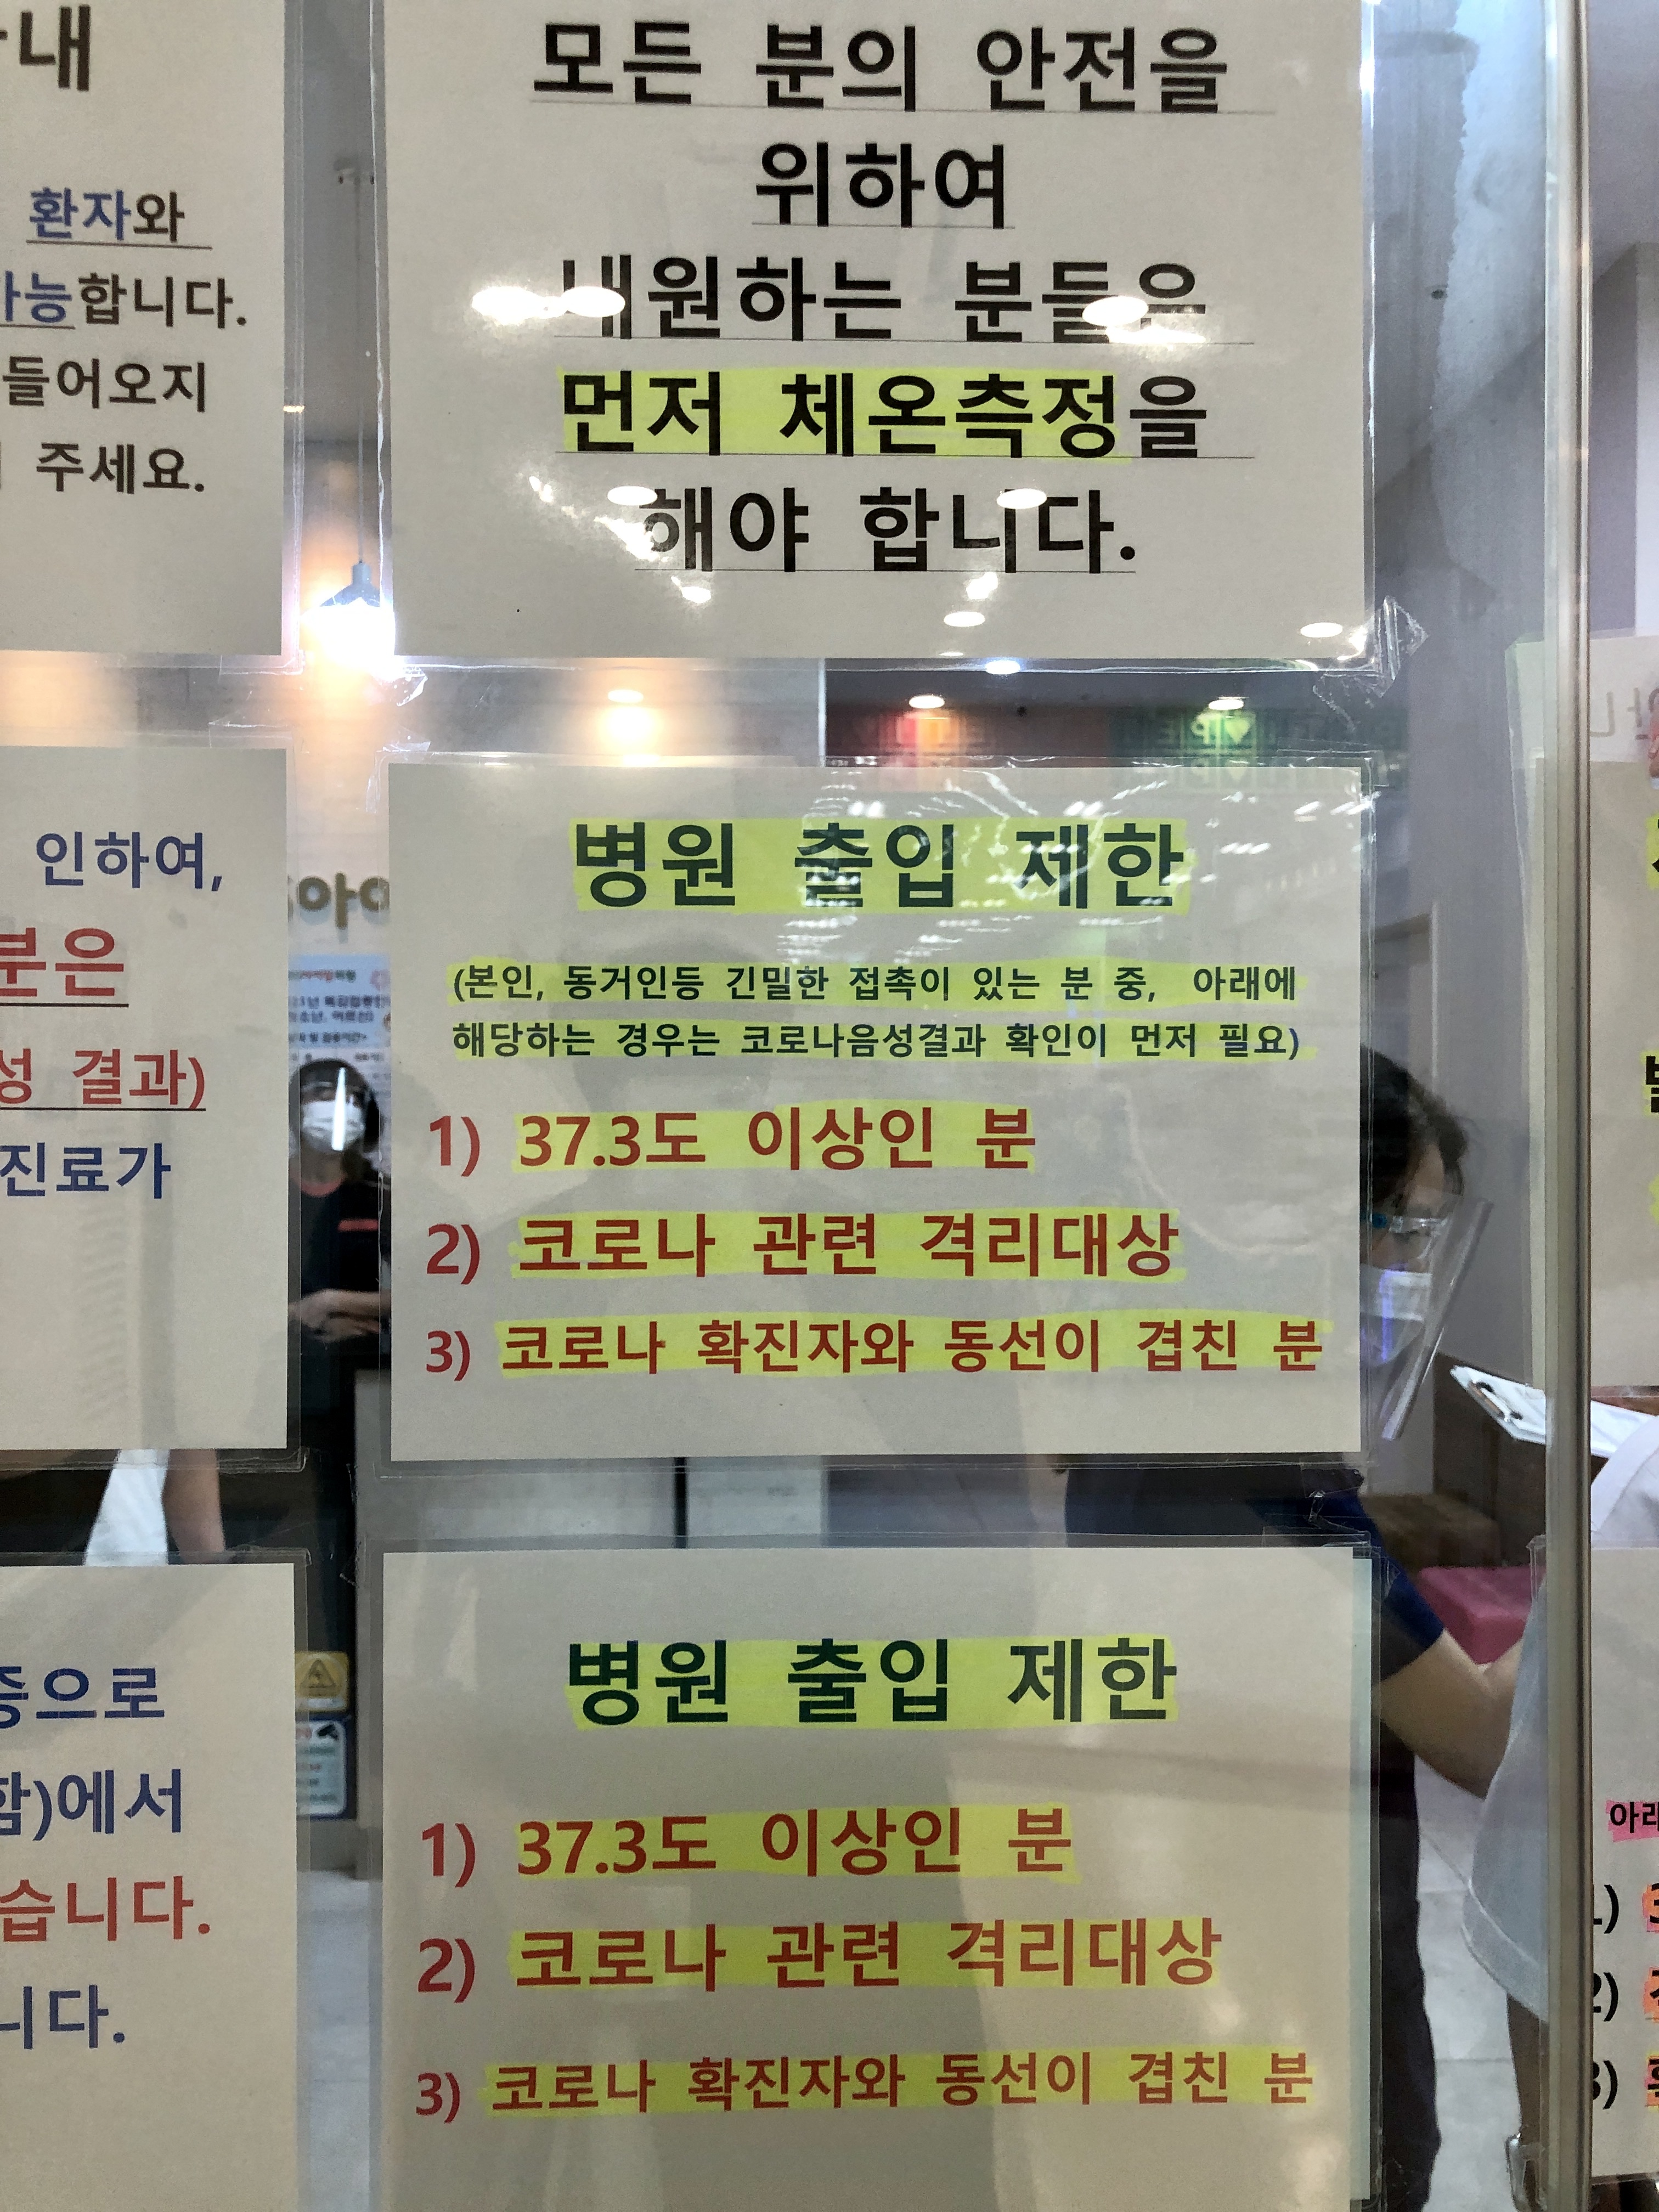 내
환자와
가능합니다.
들어오지
주세요.
모든 분의 안전을
위하여
내원하는 분들은
먼저 체온측정을
해야 합니다.
인하여,
분은
성 결과)
진료가
병원 출입 제한
(본인, 동거인등 긴밀한 접촉이 있는 분 중, 아래에
해당하는 경우는 코로나음성결과 확인이 먼저 필요)
1) 37.3도 이상인 분
2) 코로나 관련 격리대상
3) 코로나 확진자와 동선이 겹친 분
증으로
함)에서
습니다.
니다.
병원 출입 제한
1) 37.3도 이상인 분
2) 코로나 관련 격리대상
3) 코로나 확진자와 동선이 겹친 분
아래
2)
3)